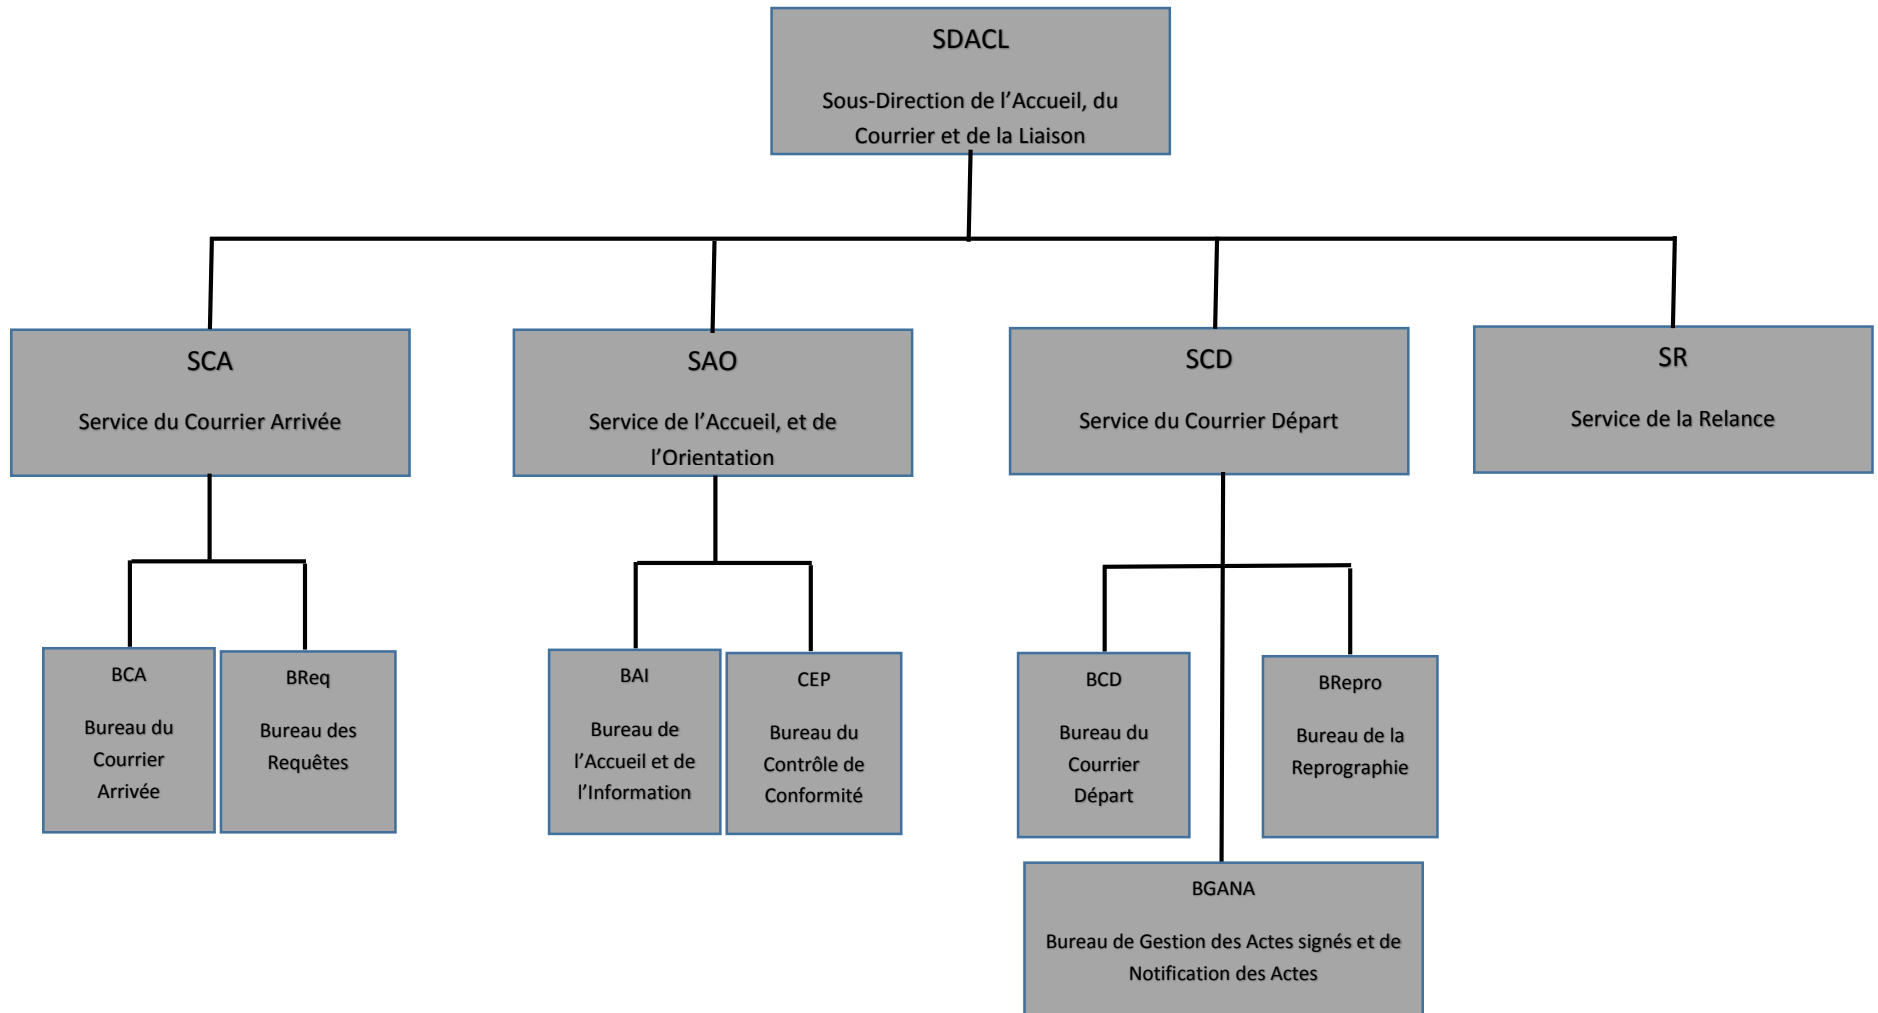 SDACL
Sous-Direction de l’Accueil, du
Courrier et de la Liaison
SCA
Service du Courrier Arrivée
SAO
Service de l’Accueil, et de
l’Orientation
SCD
Service du Courrier Départ
SR
Service de la Relance
BCA
Bureau du
Courrier
Arrivée
BReq
Bureau des
Requêtes
BAI
Bureau de
l’Accueil et de
l’Information
CEP
Bureau du
Contrôle de
Conformité
BCD
Bureau du
Courrier
Départ
BRepro
Bureau de la
Reprographie
BGANA
Bureau de Gestion des Actes signés et de
Notification des Actes